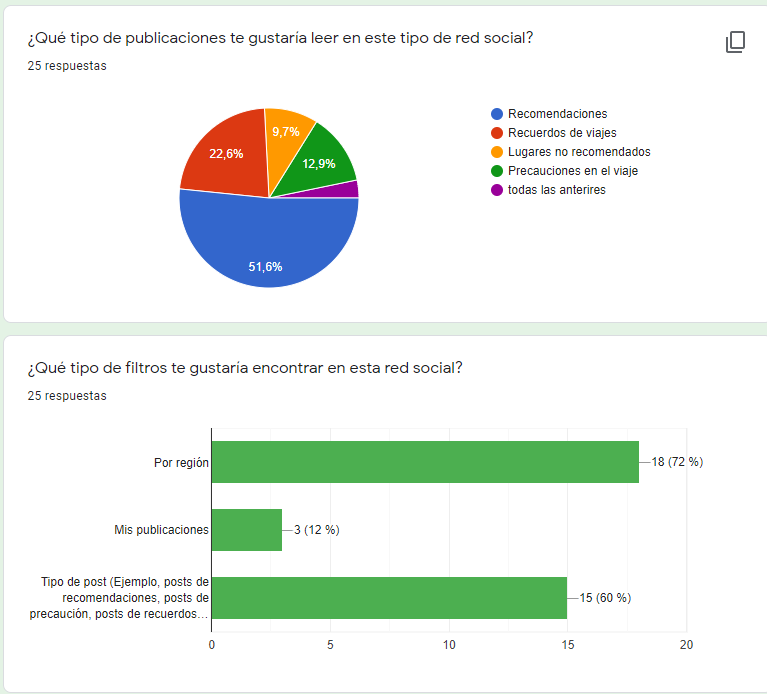 ¿Qué tipo de publicaciones te gustaría leer en este tipo de red social?
25 respuestas
9,7%
22,6%
12,9%
51,6%
Recomendaciones
Recuerdos de viajes
Lugares no recomendados
Precauciones en el viaje
todas las anterires
¿Qué tipo de filtros te gustaría encontrar en esta red social?
25 respuestas
Por región
18 (72 %)
Mis publicaciones
3 (12 %)
Tipo de post (Ejemplo, posts de
recomendaciones, posts de
precaución, posts de recuerdos…
15 (60 %)
0 5 10 15 20